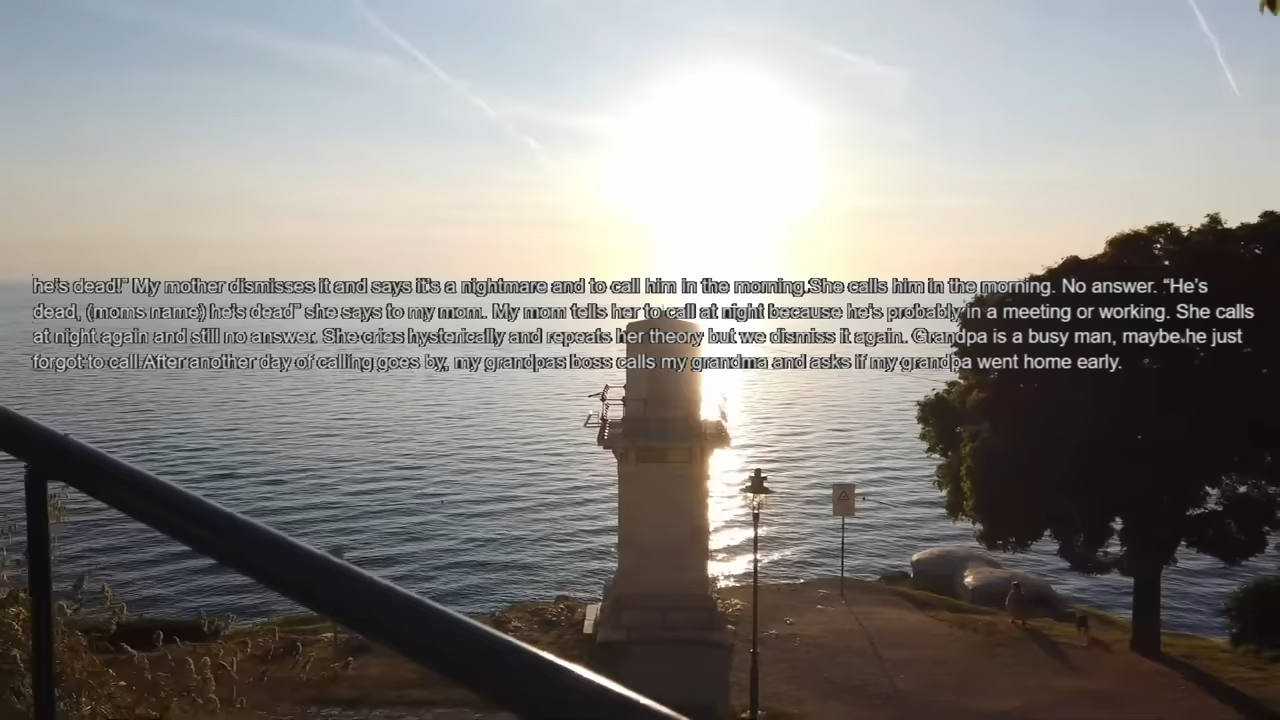 he's dead!" My mother dismisses it and says it's a nightmare and to call him in the morning.She calls him in the morning. No answer. “He's
dead, (moms name) he's dead” she says to my mom. My mom tells her to call at night because he's probably in a meeting or working. She calls
at night again and still no answer. She cries hysterically and repeats her theory but we dismiss it again. Grandpa is a busy man, maybe he just
forgot to call.After another day of calling goes by, my grandpas boss calls my grandma and asks if my grandpa went home early.